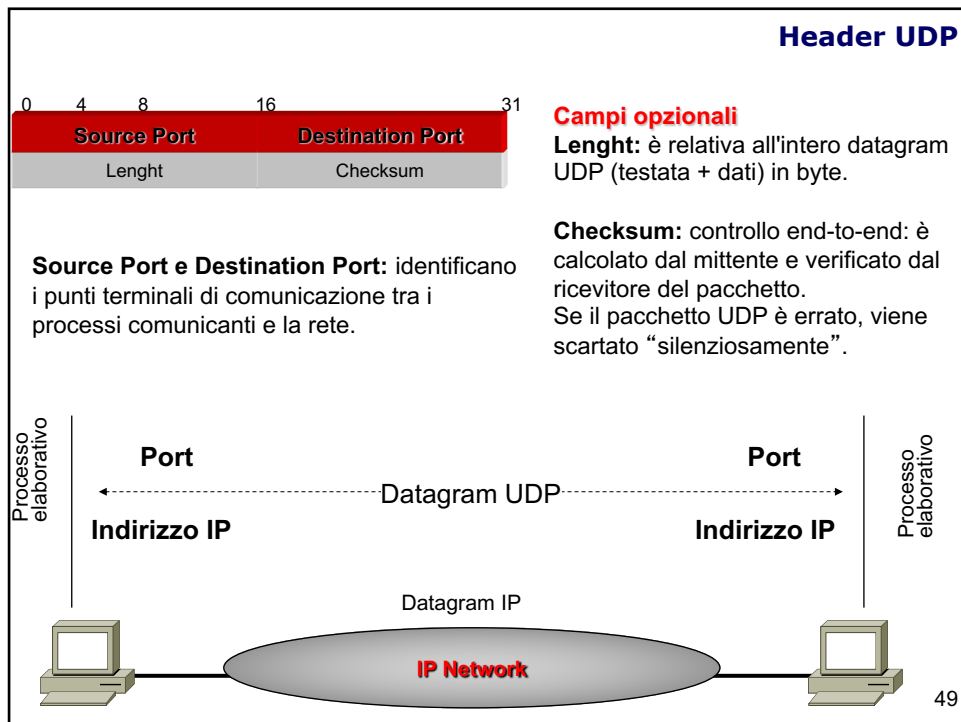 Header UDP
0 4 8 16 31
Source Port Destination Port
Lenght Checksum
Campi opzionali
Lenght: è relativa all'intero datagram
UDP (testata + dati) in byte.
Checksum: controllo end-to-end: è
calcolato dal mittente e verificato dal
ricevitore del pacchetto.
Se il pacchetto UDP è errato, viene
scartato “silenziosamente”.
Source Port e Destination Port: identificano
i punti terminali di comunicazione tra i
processi comunicanti e la rete.
Processo
elaborativo
Port
Port
Datagram UDP
Indirizzo IP
Indirizzo IP
Processo
elaborativo
Datagram IP
IP Network
49